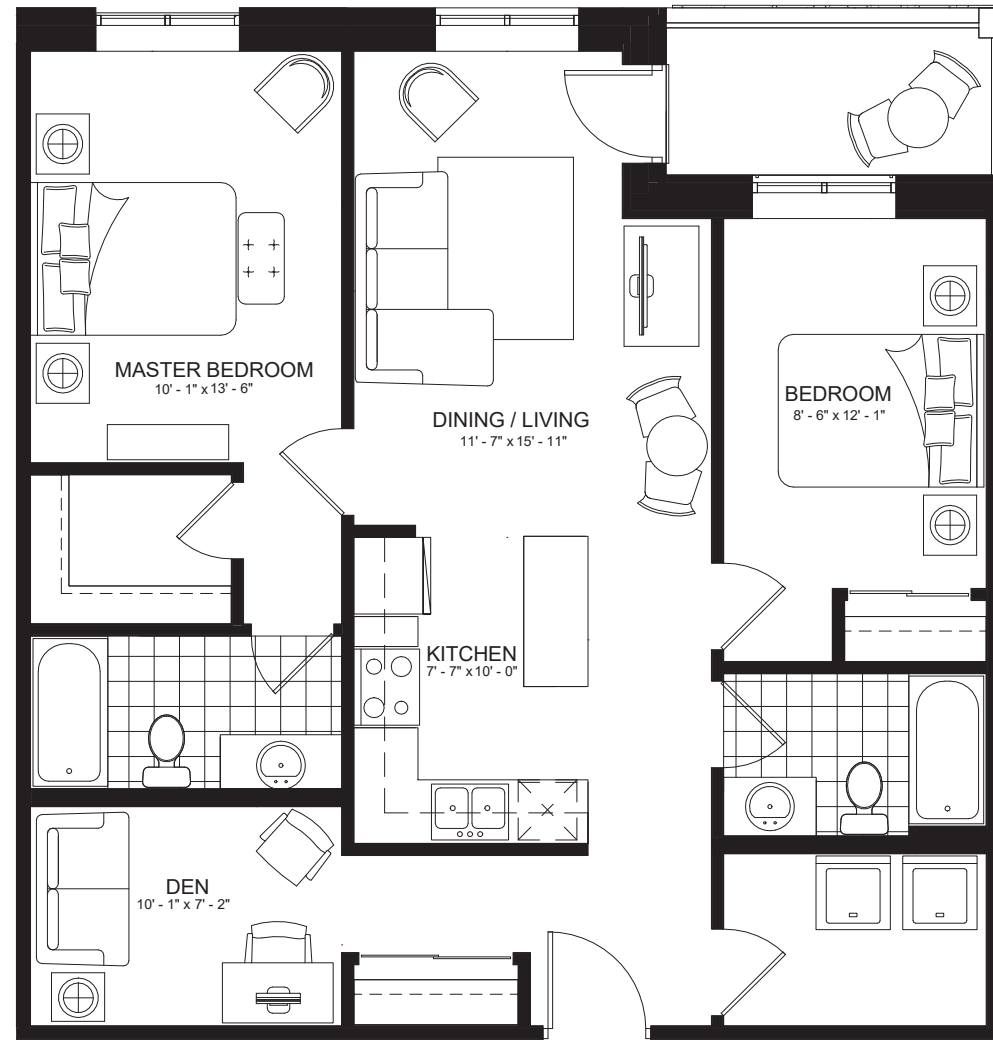 MASTER BEDROOM
10' - 1" x 13' - 6"
BEDROOM
8' - 6" x 12' - 1"
DINING / LIVING
11' - 7" x 15' - 11"
KITCHEN
7' - 7" x 10' - 0"
DEN
10' - 1" x 7' - 2"